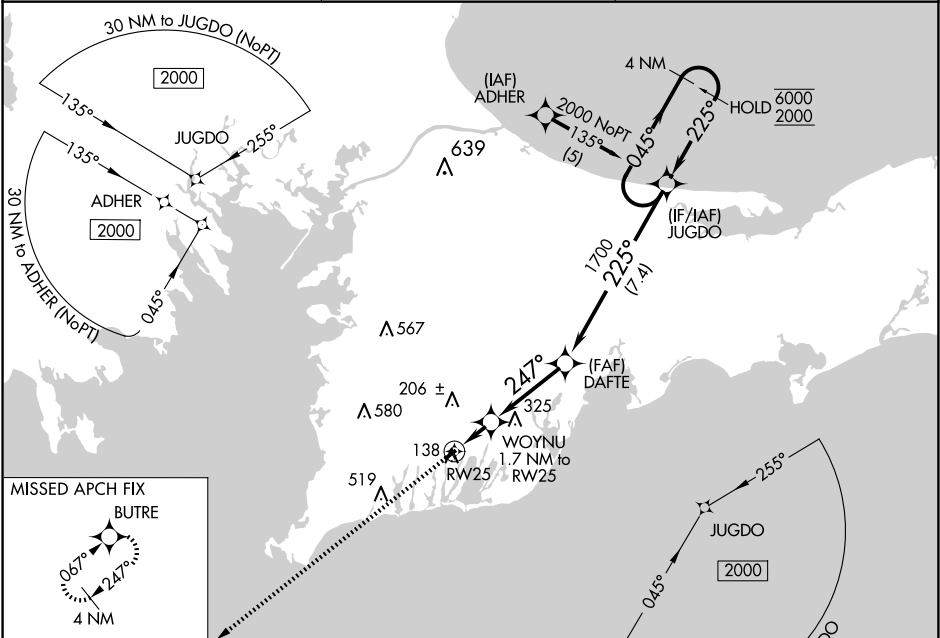 30 NM to JUGDO (NoPT)
2000
135°
255°
JUGDO
135°
ADHER
2000
30 NM to ADHER (NoPT)
045°
(IAF)
ADHER
2000 NoPT
135°
(5)
639
4 NM
HOLD 6000
2000
045°
225°
(IF/IAF)
JUGDO
1700
225°
(7.4)
567
(FAF)
DAFTE
247°
206 ±
325
580
WOYNU
1.7 NM to
RW25
138
RW25
519
MISSED APCH FIX
BUTRE
067°
247°
4 NM
255°
JUGDO
2000
045°